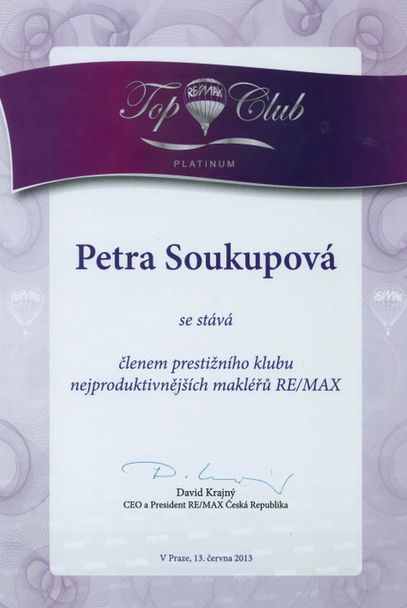 Top RE/MAX Club
PLATINUM
Petra Soukupová
se stává
členem prestižního klubu
nejproduktivnějších makléřů RE/MAX
David Krajný
CEO a President RE/MAX Česká Republika
V Praze, 13. června 2013